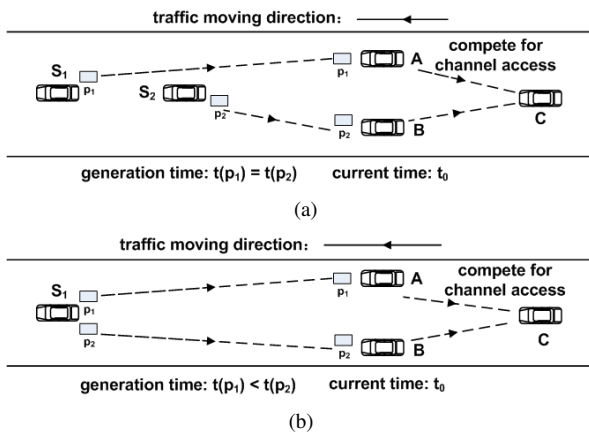 traffic moving direction:
S1
p1
S2
p2
p1
A
p2
B
compete for
channel access
C
generation time: t(p1) = t(p2)
current time: t0
(a)
traffic moving direction:
S1
p1
p2
p1
A
p2
B
compete for
channel access
C
generation time: t(p1) < t(p2)
current time: t0
(b)